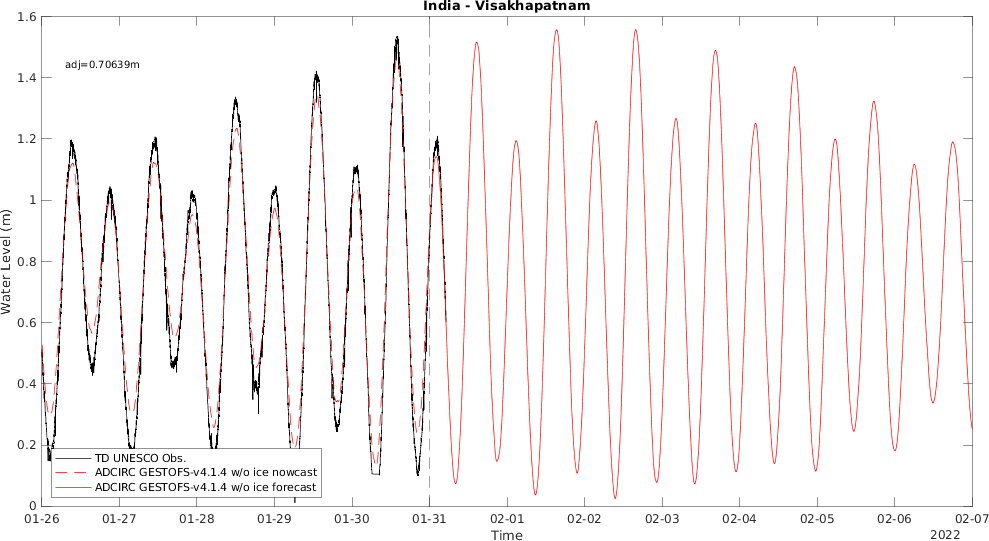 India - Visakhapatnam
1.6
1.4
1.2
1
0.8
0.6
0.4
0.2
0
Water Level (m)
adj=0.70639m
TD UNESCO Obs.
ADCIRC GESTOFS-v4.1.4 w/o ice nowcast
ADCIRC GESTOFS-v4.1.4 w/o ice forecast
01-26 01-27 01-28 01-29 01-30 01-31 02-01 02-02 02-03 02-04 02-05 02-06 02-07
Time
2022